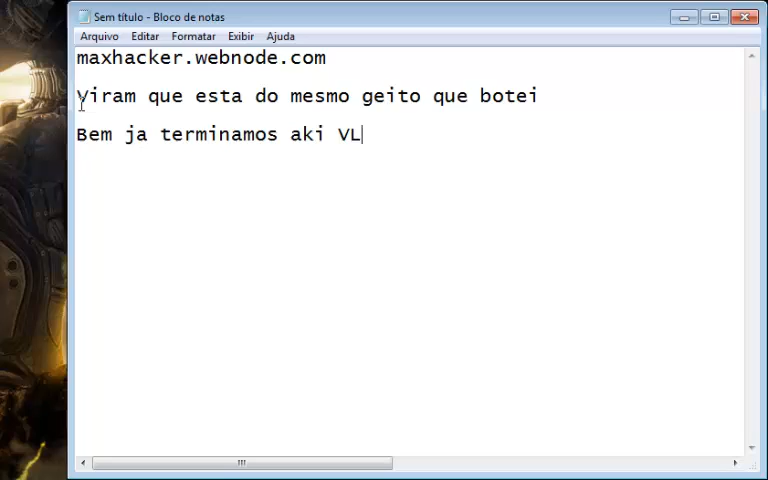 Sem título - Bloco de notas
Arquivo Editar Formatar Exibir Ajuda
maxhacker.webnode.com
Viram que esta do mesmo geito que botei
Bem ja terminamos aki VL